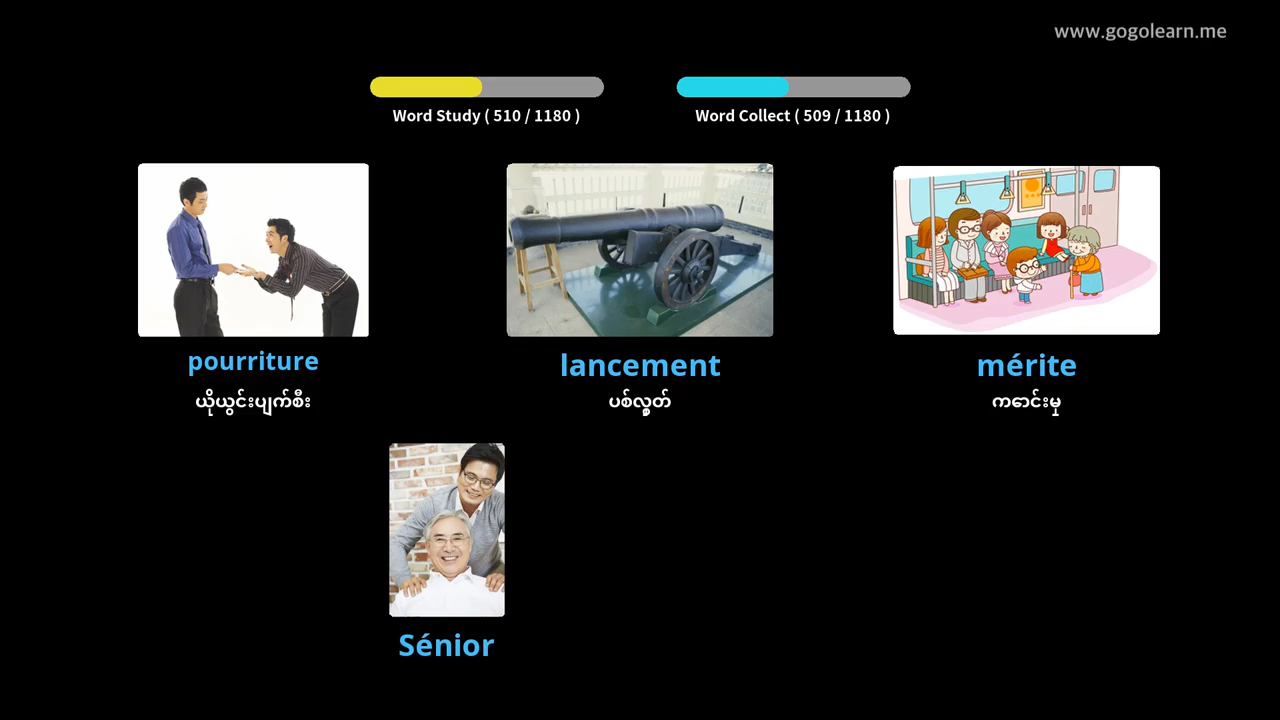 www.gogolearn.me
Word Study ( 510 / 1180 )
Word Collect ( 509 / 1180 )
pourriture
lancement
mérite
ယိုယွင်းပျက်စီး
ပစ်လွှတ်
ကောင်းမှု
Sénior